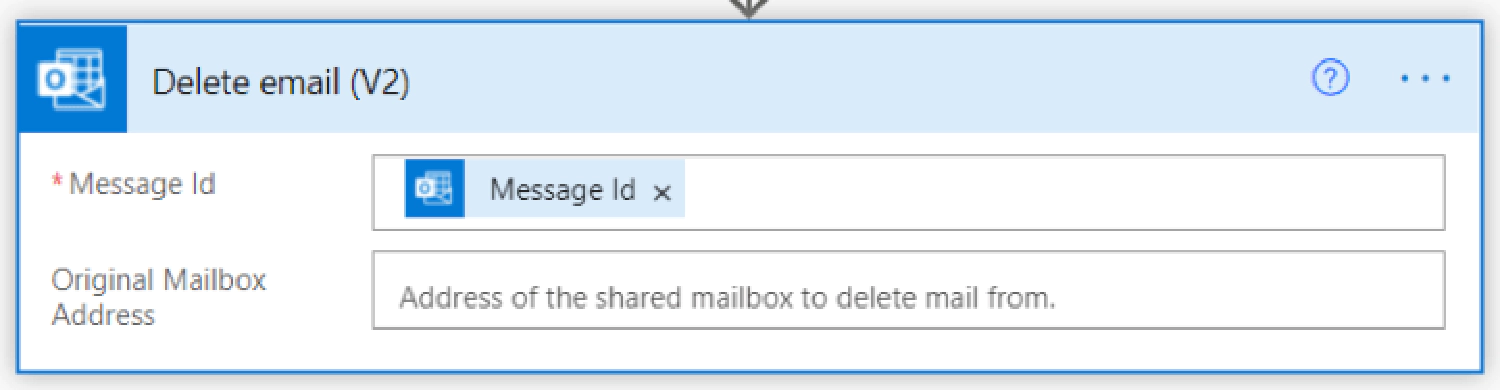 Delete email (V2)
* Message Id
Message Id ×
Original Mailbox
Address
Address of the shared mailbox to delete mail from.